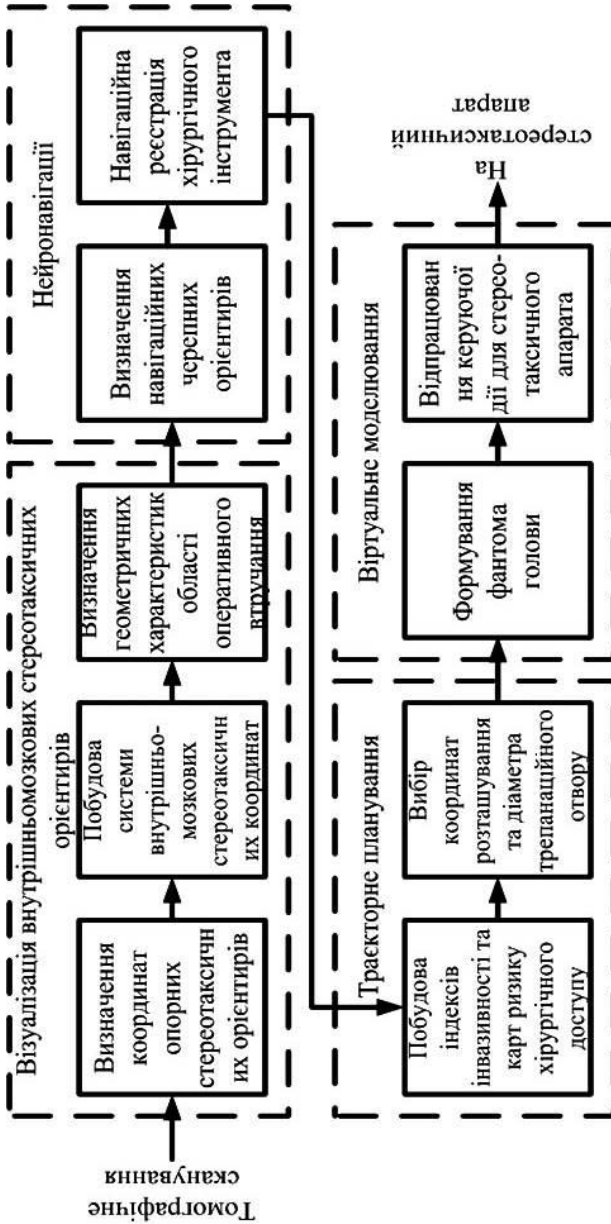 Томографічне
сканування
Візуалізація внутрішньомозкових стереотаксичних
орієнтирів
Визначення
координат
опорних
стереотаксичн
их орієнтирів
Побудова
системи
внутрішньо-
мозкових
стереотаксичн
их координат
Визначення
геометричних
характеристик
області
оперативного
втручання
Нейронавігації
Визначення
навігаційних
черепних
орієнтирів
Навігаційна
реєстрація
хірургічного
інструмента
Траєкторне планування
Побудова
індексів
інвазивності та
карт ризику
хірургічного
доступу
Вибір
координат
розташування
та діаметра
трепанаційного
отвору
Віртуальне моделювання
Формування
фантома
голови
Відпрацюван
ня керуючої
дії для стерео-
таксичного
апарата
На
стереотаксичний
апарат